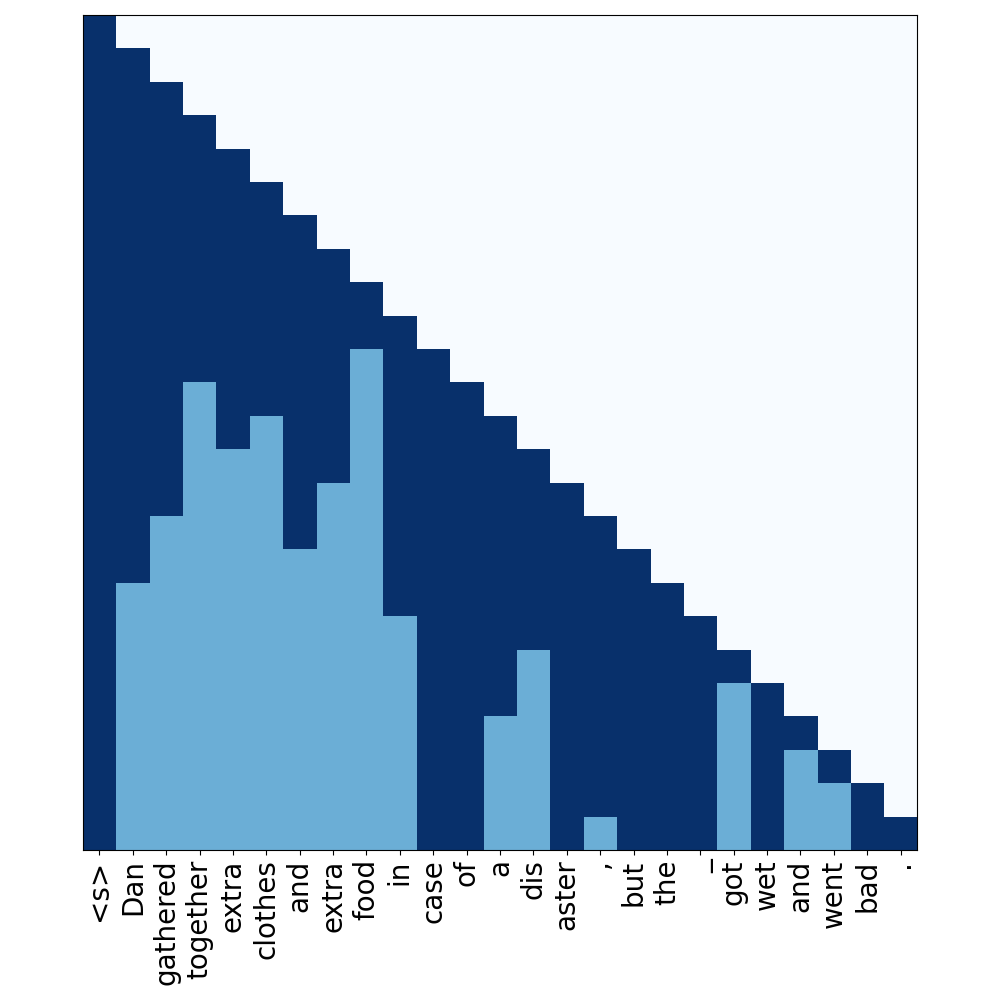 <s>
Dan
gathered
together
extra
clothes
and
extra
food
in
case
of
a
dis
aster
,
but
the
_
got
wet
and
went
bad
.